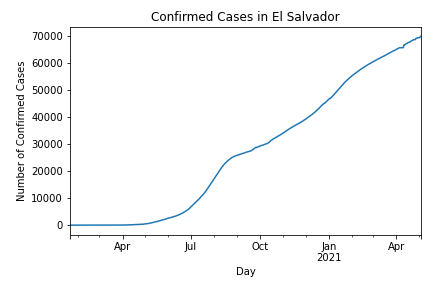 Confirmed Cases in El Salvador
Number of Confirmed Cases
70000
60000
50000
40000
30000
20000
10000
0
Apr Jul Oct Jan Apr
2021
Day